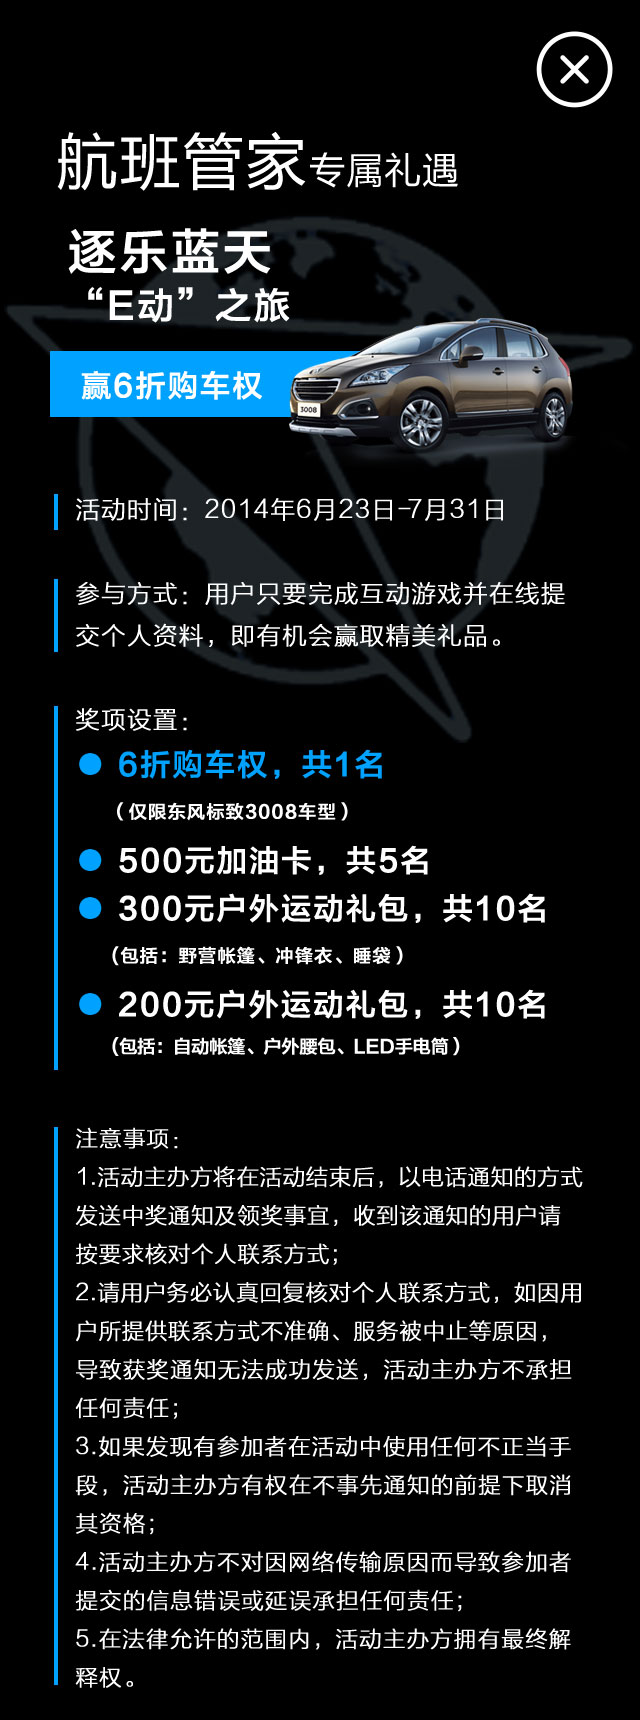 航班管家专属礼遇
逐乐蓝天
“E动”之旅
赢6折购车权
3008
活动时间：2014年6月23日-7月31日
参与方式：用户只要完成互动游戏并在线提
交个人资料，即有机会赢取精美礼品。
奖项设置：
6折购车权，共1名
（仅限东风标致3008车型）
500元加油卡，共5名
300元户外运动礼包，共10名
（包括：野营帐篷、冲锋衣、睡袋）
200元户外运动礼包，共10名
（包括：自动帐篷、户外腰包、LED手电筒）
注意事项：
1.活动主办方将在活动结束后，以电话通知的方式
发送中奖通知及领奖事宜，收到该通知的用户请
按要求核对个人联系方式；
2.请用户务必认真回复核对个人联系方式，如因用
户所提供联系方式不准确、服务被中止等原因，
导致获奖通知无法成功发送，活动主办方不承担
任何责任；
3.如果发现有参加者在活动中使用任何不正当手
段，活动主办方有权在不事先通知的前提下取消
其资格；
4.活动主办方不对因网络传输原因而导致参加者
提交的信息错误或延误承担任何责任；
5.在法律允许的范围内，活动主办方拥有最终解
释权。